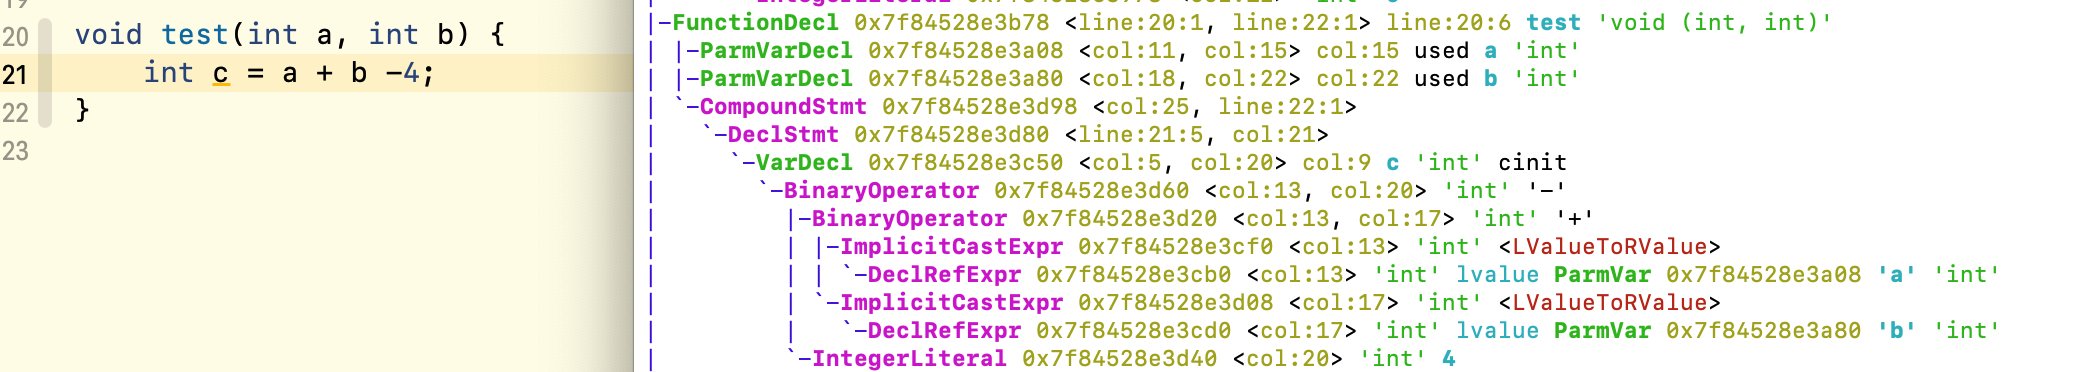 20 void test(int a, int b) {
21     int c = a + b -4;
22 }
23
|-FunctionDecl 0x7f84528e3b78 <line:20:1, line:22:1> line:20:6 test 'void (int, int)'
| |-ParmVarDecl 0x7f84528e3a08 <col:11, col:15> col:15 used a 'int'
| |-ParmVarDecl 0x7f84528e3a80 <col:18, col:22> col:22 used b 'int'
| `-CompoundStmt 0x7f84528e3d98 <col:25, line:22:1>
|   `-DeclStmt 0x7f84528e3d80 <line:21:5, col:21>
|     `-VarDecl 0x7f84528e3c50 <col:5, col:20> col:9 c 'int' cinit
|       `-BinaryOperator 0x7f84528e3d60 <col:13, col:20> 'int' '-'
|         |-BinaryOperator 0x7f84528e3d20 <col:13, col:17> 'int' '+'
|         | |-ImplicitCastExpr 0x7f84528e3cf0 <col:13> 'int' <LValueToRValue>
|         | | `-DeclRefExpr 0x7f84528e3cb0 <col:13> 'int' lvalue ParmVar 0x7f84528e3a08 'a' 'int'
|         | `-ImplicitCastExpr 0x7f84528e3d08 <col:17> 'int' <LValueToRValue>
|         |   `-DeclRefExpr 0x7f84528e3cd0 <col:17> 'int' lvalue ParmVar 0x7f84528e3a80 'b' 'int'
|         `-IntegerLiteral 0x7f84528e3d40 <col:20> 'int' 4